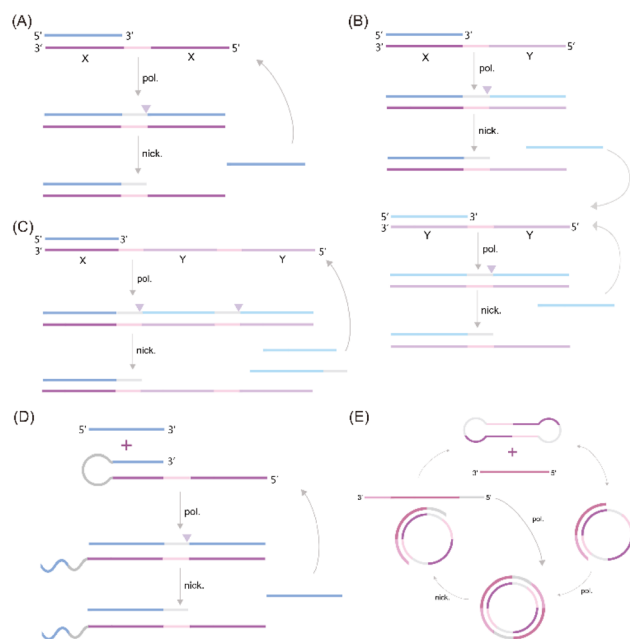 (A)
5′ 3′
3′ 5′
X X
pol.
nick.
(B)
5′ 3′
3′ 5′
X Y
pol.
nick.
5′ 3′
3′ 5′
Y Y
pol.
nick.
(C)
5′ 3′
3′ 5′
X Y Y
pol.
nick.
(D)
5′ 3′
+
3′
5′
pol.
nick.
(E)
+
3′ 5′
3′ 5′
pol.
nick.
pol.